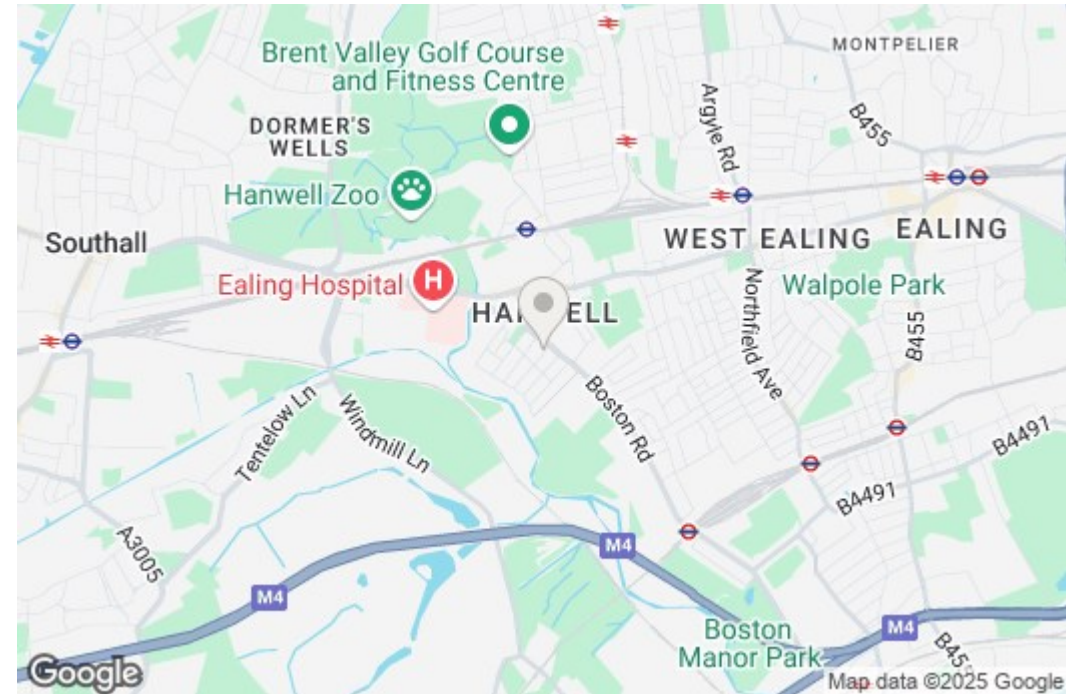 Brent Valley Golf Course
and Fitness Centre
MONTPELIER
Argyle Rd
B455
DORMER'S
WELLS
Hanwell Zoo
Southall
WEST EALING
EALING
Ealing Hospital
H
Walpole Park
Northfield Ave
B455
Boston Rd
Tentelow Ln
Windmill Ln
B4491
B4491
A3005
M4
M4
M4
Boston
Manor Park
Google
Map data ©2025 Google